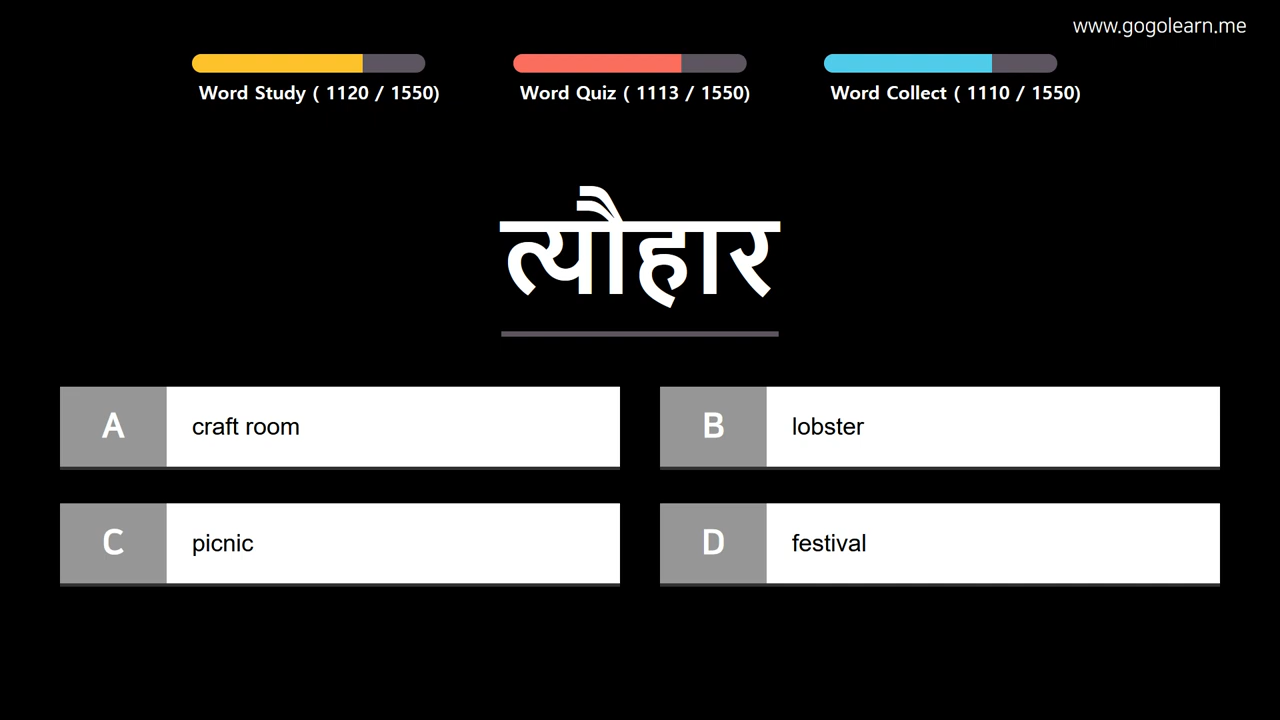 www.gogolearn.me
Word Study ( 1120 / 1550)
Word Quiz ( 1113 / 1550)
Word Collect ( 1110 / 1550)
त्यौहार
A craft room
B lobster
C picnic
D festival